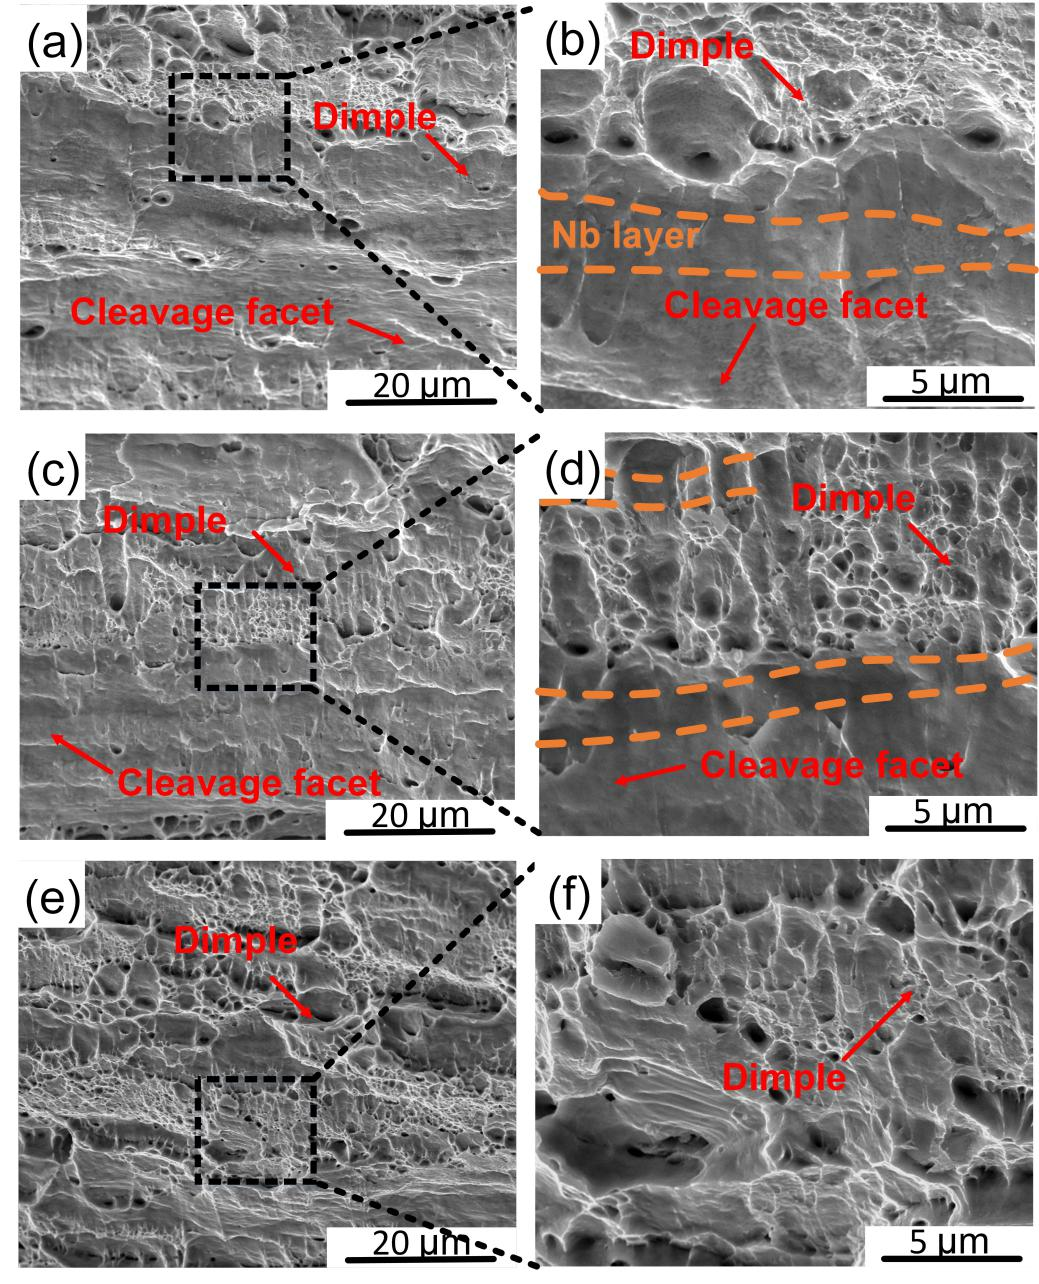 (a)
Dimple
Cleavage facet
20 μm
(b)
Dimple
Nb layer
Cleavage facet
5 μm
(c)
Dimple
Cleavage facet
20 μm
(d)
Dimple
Cleavage facet
5 μm
(e)
Dimple
20 μm
(f)
Dimple
5 μm